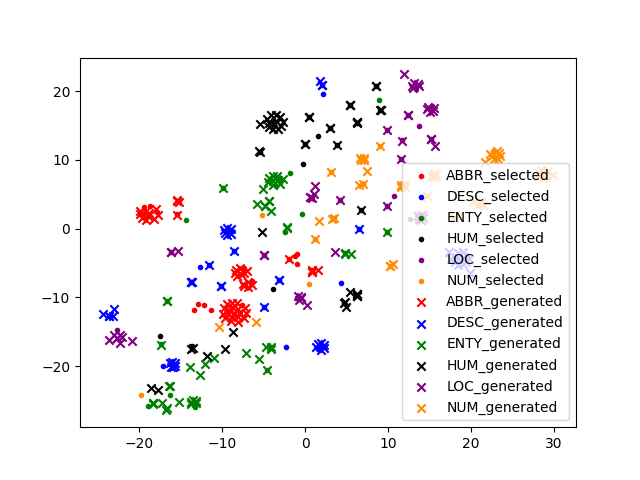 20
10
0
−10
−20
−20
−10
0
10
20
30
ABBR_selected
DESC_selected
ENTY_selected
HUM_selected
LOC_selected
NUM_selected
ABBR_generated
DESC_generated
ENTY_generated
HUM_generated
LOC_generated
NUM_generated